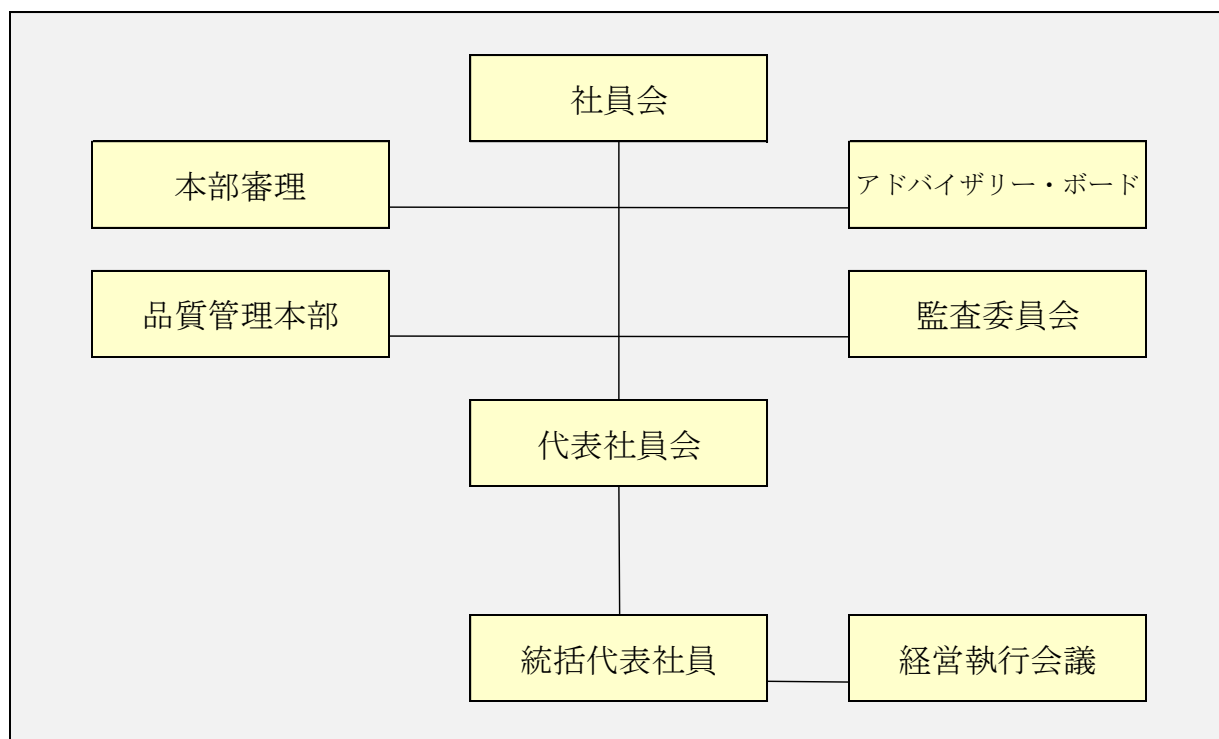 社員会
本部審理
アドバイザリー・ボード
品質管理本部
監査委員会
代表社員会
統括代表社員
経営執行会議